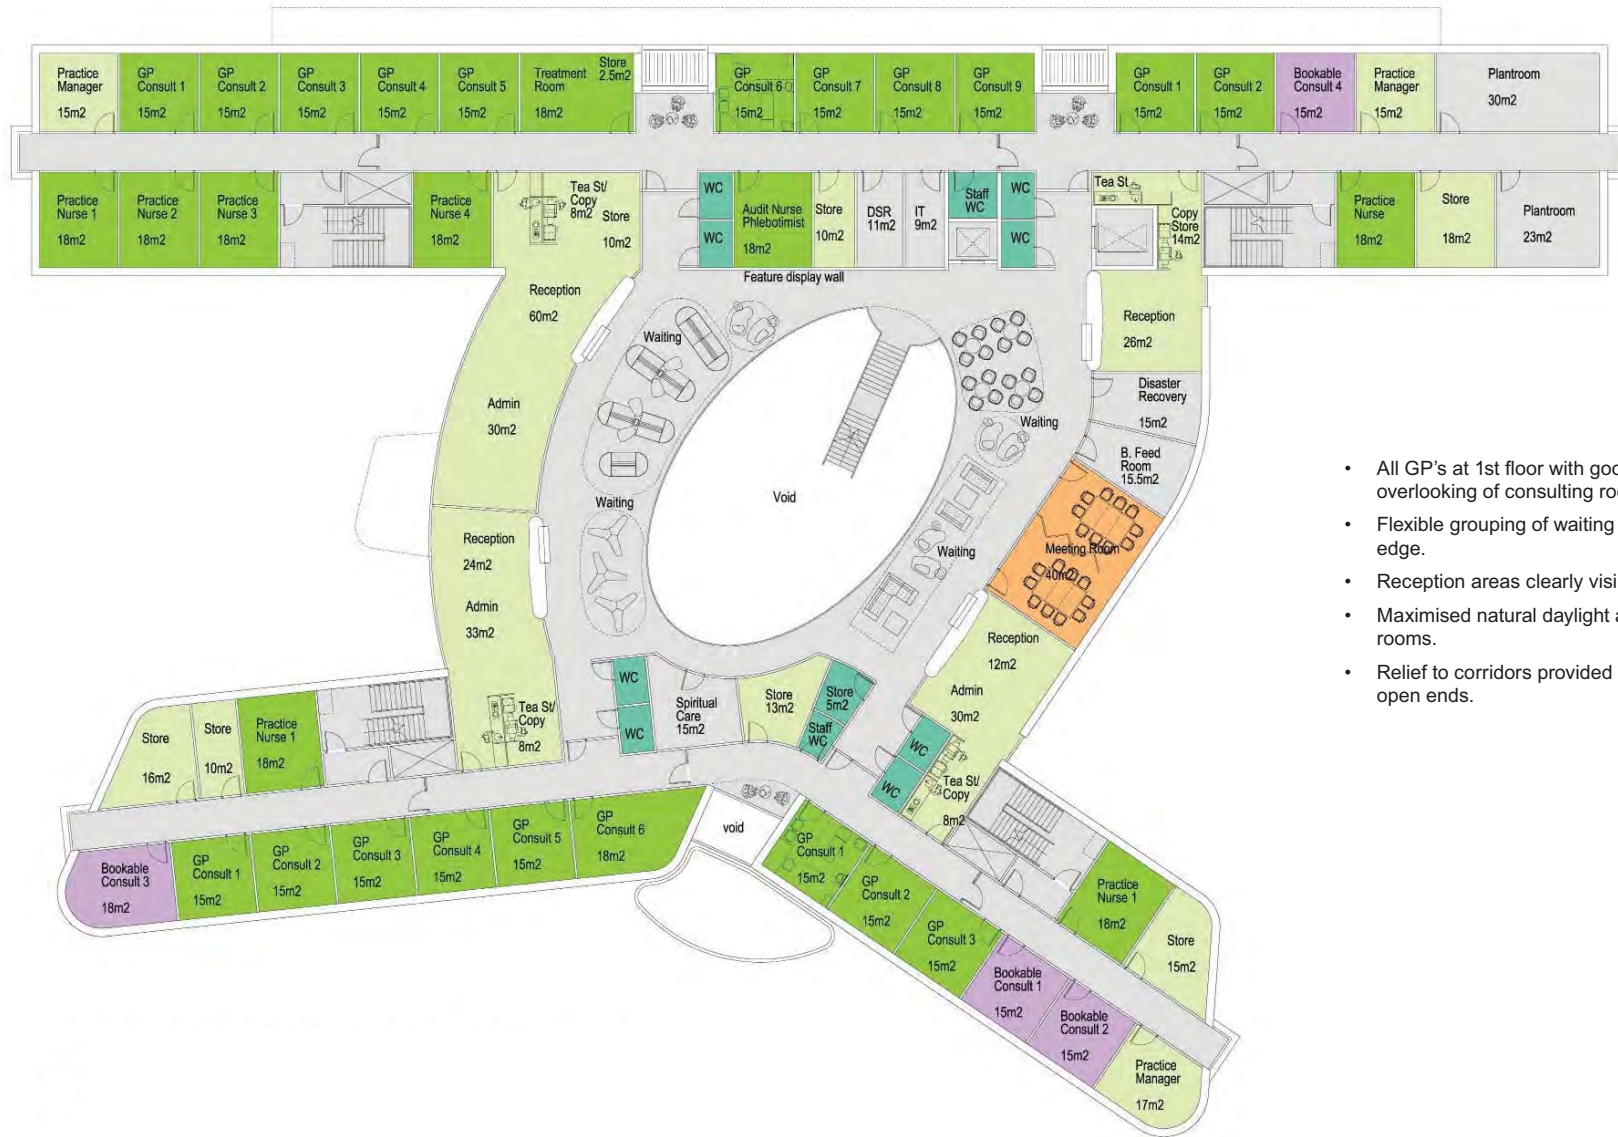 Practice
Manager
15m2
GP
Consult 1
15m2
GP
Consult 2
15m2
GP
Consult 3
15m2
GP
Consult 4
15m2
GP
Consult 5
15m2
Treatment
Room
18m2
Store
2.5m2
GP
Consult 6
15m2
GP
Consult 7
15m2
GP
Consult 8
15m2
GP
Consult 9
15m2
GP
Consult 1
15m2
GP
Consult 2
15m2
Bookable
Consult 4
15m2
Practice
Manager
15m2
Plantroom
30m2
Practice
Nurse 1
18m2
Practice
Nurse 2
18m2
Practice
Nurse 3
18m2
Practice
Nurse 4
18m2
Tea St/
Copy
8m2
Store
10m2
WC
WC
Audit Nurse
Phlebotimist
18m2
Store
10m2
DSR
11m2
IT
9m2
Staff
WC
WC
WC
Tea St
Copy
Store
14m2
Practice
Nurse
18m2
Store
18m2
Plantroom
23m2
Feature display wall
Reception
60m2
Waiting
Reception
26m2
Admin
30m2
Disaster
Recovery
15m2
Waiting
B. Feed
Room
15.5m2
Waiting
Void
Reception
24m2
Waiting
Meeting Room
40m2
Admin
33m2
Reception
12m2
WC
WC
Spiritual
Care
15m2
Store
13m2
Store
5m2
Staff
WC
Admin
30m2
WC
WC
Tea St/
Copy
8m2
Tea St/
Copy
8m2
Store
16m2
Store
10m2
Practice
Nurse 1
18m2
Bookable
Consult 3
18m2
GP
Consult 1
15m2
GP
Consult 2
15m2
GP
Consult 3
15m2
GP
Consult 4
15m2
GP
Consult 5
15m2
GP
Consult 6
18m2
void
GP
Consult 1
15m2
GP
Consult 2
15m2
GP
Consult 3
15m2
Bookable
Consult 1
15m2
Bookable
Consult 2
15m2
Practice
Manager
17m2
Practice
Nurse 1
18m2
Store
15m2
• All GP's at 1st floor with
overlooking of consulting
• Flexible grouping of waiting
edge.
• Reception areas clearly
• Maximised natural daylight
rooms.
• Relief to corridors provided
open ends.